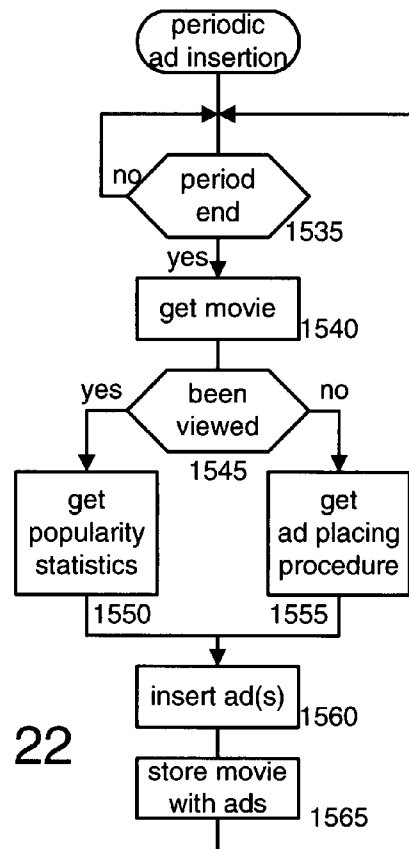 periodic
ad insertion
no
period
end
1535
yes
get movie
1540
yes
been
viewed
no
1545
get
popularity
statistics
get
ad placing
procedure
1550
1555
insert ad(s)
1560
22
store movie
with ads
1565